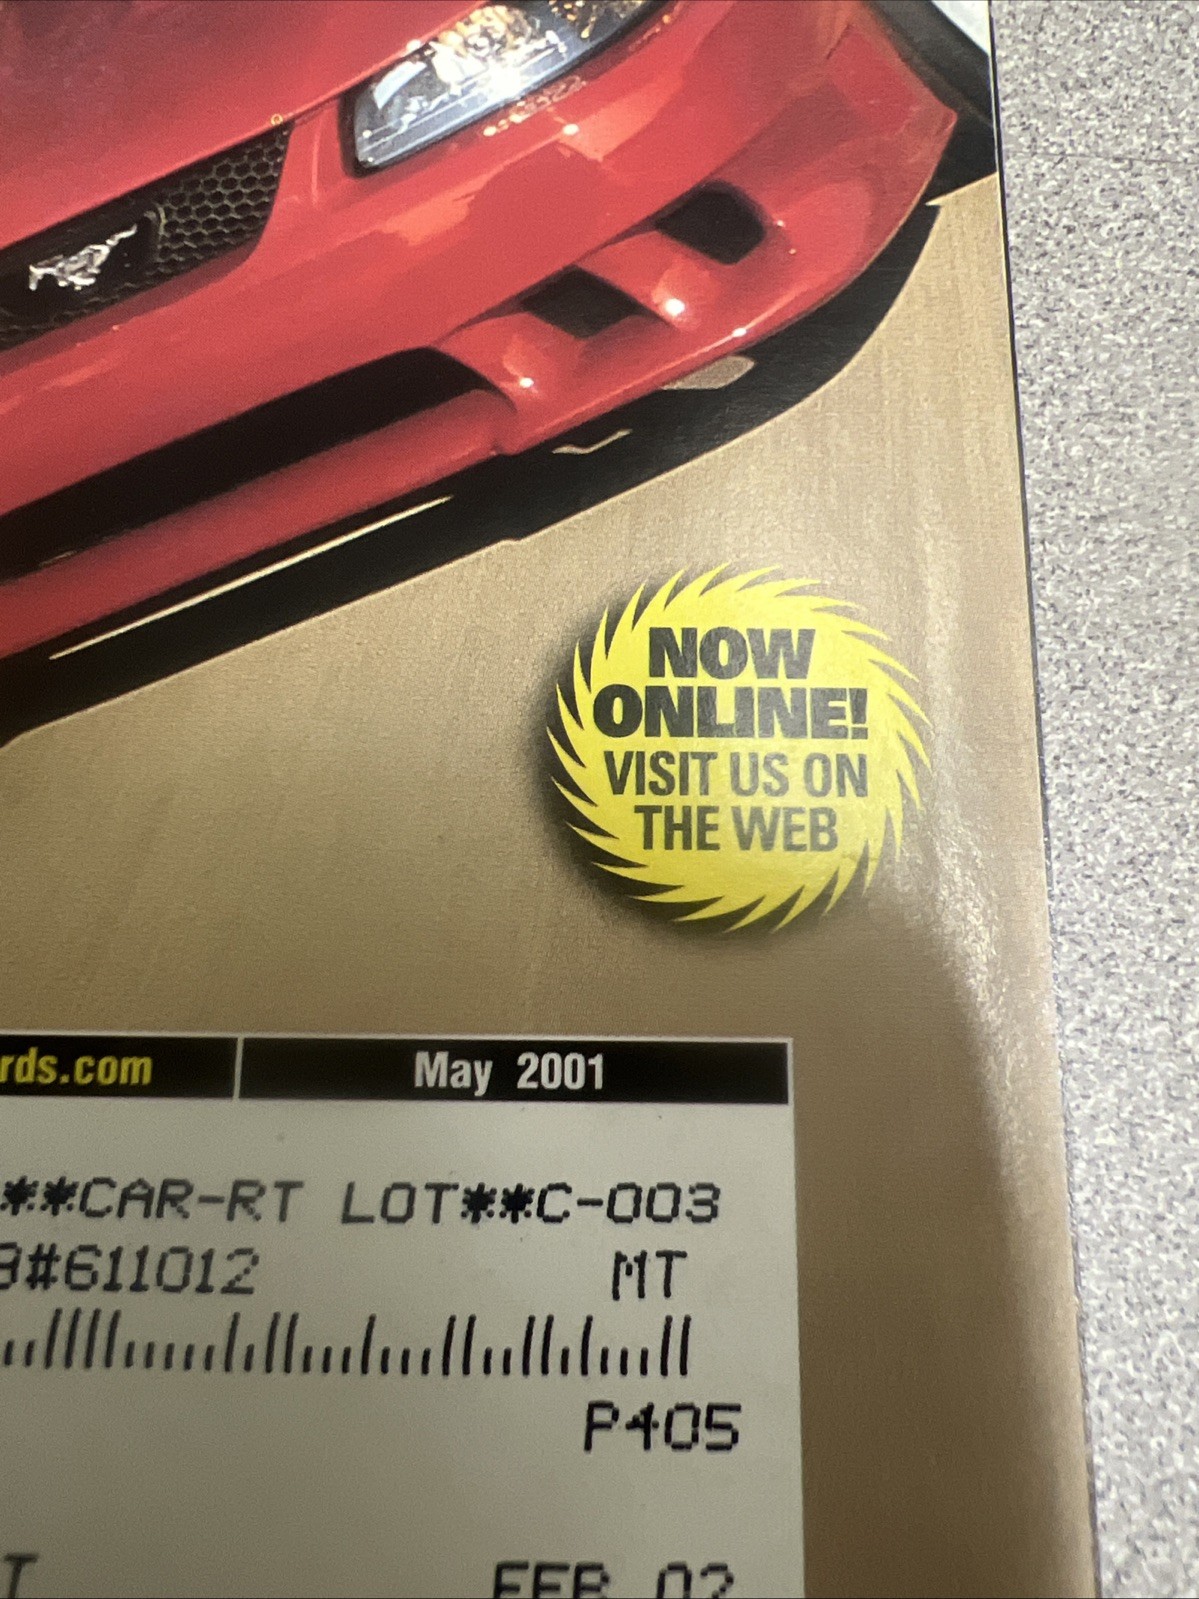 NOW
ONLINE!
VISIT US ON
THE WEB
rds.com
May 2001
**CAR-RT LOT**C-003
#611012
MT
P405
T
FEB 02